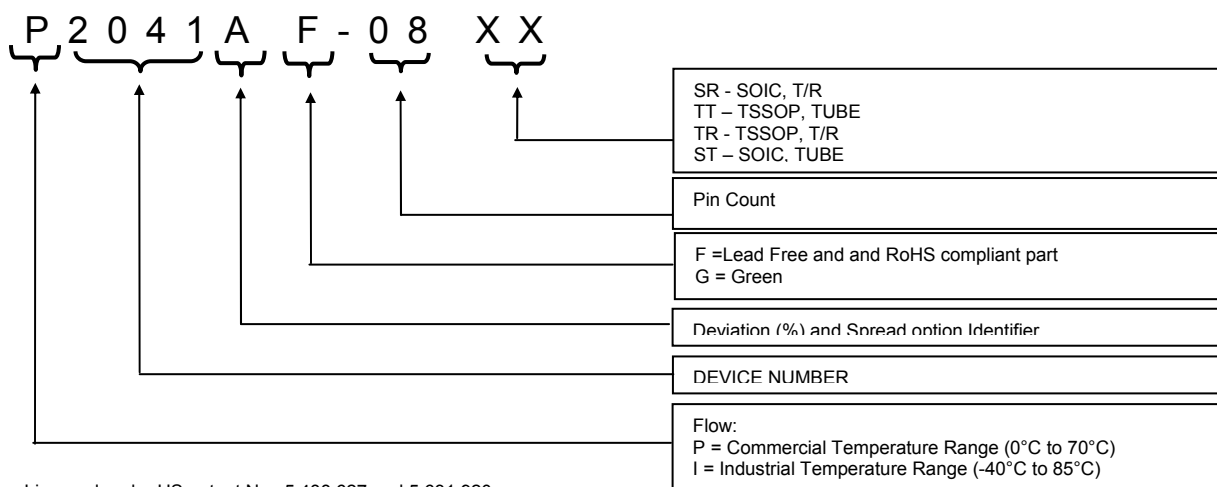 P 2 0 4 1 A F - 0 8 X X
SR - SOIC, T/R
TT – TSSOP, TUBE
TR - TSSOP, T/R
ST – SOIC, TUBE
Pin Count
F =Lead Free and and RoHS compliant part
G = Green
Deviation (%) and Spread option Identifier
DEVICE NUMBER
Flow:
P = Commercial Temperature Range (0°C to 70°C)
I = Industrial Temperature Range (-40°C to 85°C)